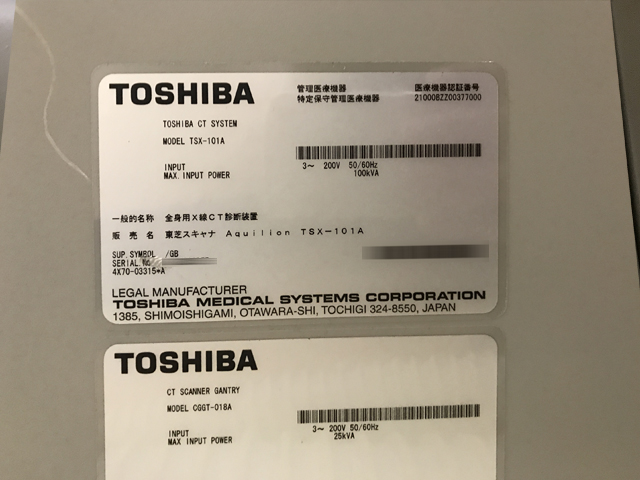 TOSHIBA
管理医療機器 医療機器認証番号
特定保守管理医療機器 21000BZZ00377000
TOSHIBA CT SYSTEM
MODEL TSX-101A
INPUT 3～ 200V 50/60Hz
MAX. INPUT POWER 100kVA
一般的名称 全身用X線CT診断装置
販売名 東芝スキャナ Aquilion TSX-101A
SUP. SYMBOL /GB
SERIAL
4X70-03315*A
LEGAL MANUFACTURER
TOSHIBA MEDICAL SYSTEMS CORPORATION
1385, SHIMOISHIGAMI, OTAWARA-SHI, TOCHIGI 324-8550, JAPAN
TOSHIBA
CT SCANNER GANTRY
MODEL CGGT-018A
INPUT 3～ 200V 50/60Hz
MAX INPUT POWER 25kVA